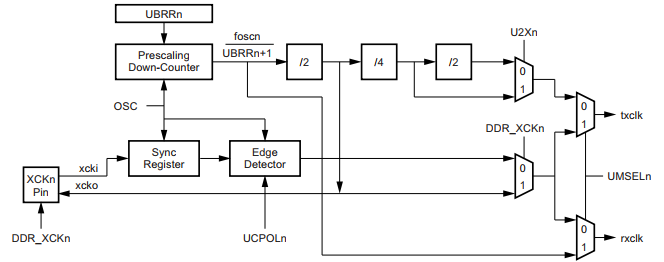 UBRRn
foscn
UBRRn+1
U2Xn
Prescaling
Down-Counter
/2
/4
/2
0
1
OSC
0
1
txclk
DDR_XCKn
xcki
Sync
Register
Edge
Detector
0
1
XCKn
Pin
xcko
UMSELn
DDR_XCKn
UCPOLn
0
1
rxclk